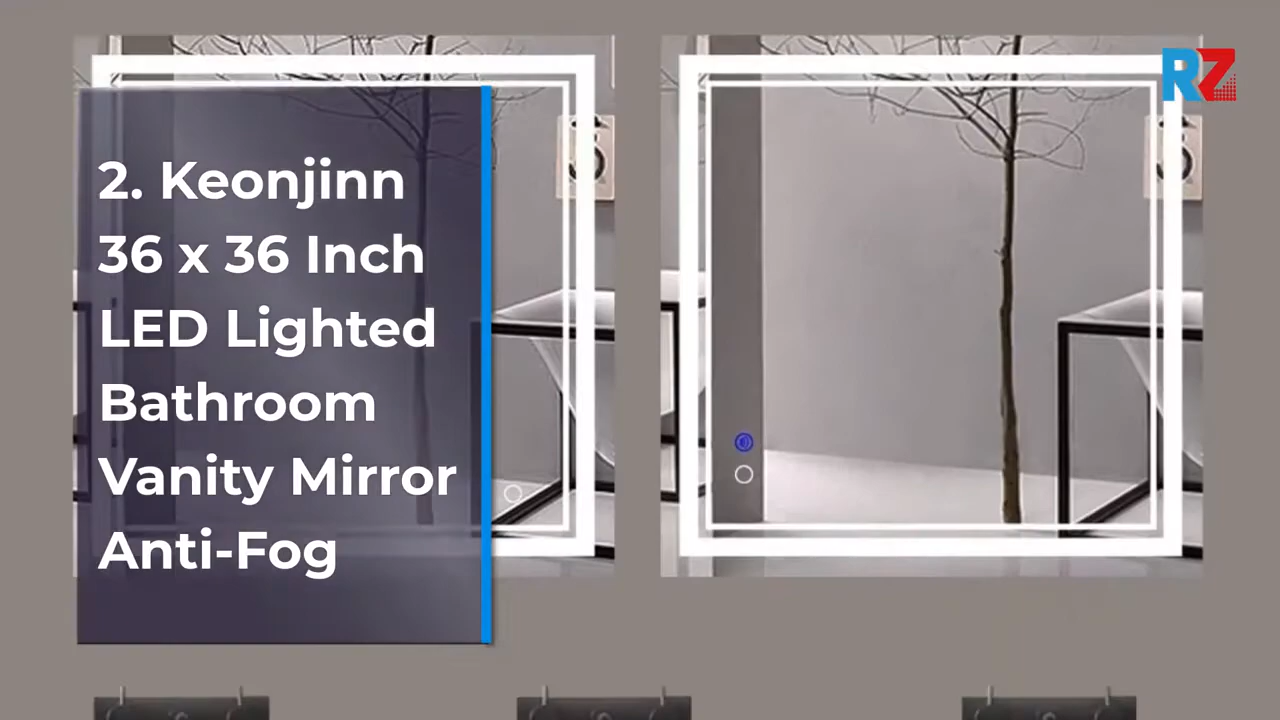 RZ
2. Keonjinn
36 x 36 Inch
LED Lighted
Bathroom
Vanity Mirror
Anti-Fog